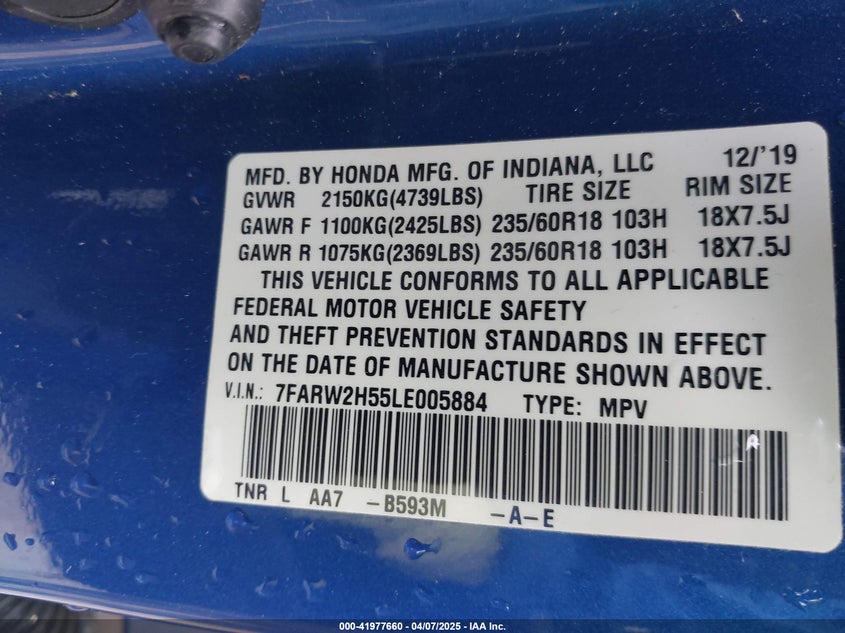 MFD. BY HONDA MFG. OF INDIANA, LLC 12/'19
GVWR 2150KG(4739LBS) TIRE SIZE RIM SIZE
GAWR F 1100KG(2425LBS) 235/60R18 103H 18X7.5J
GAWR R 1075KG(2369LBS) 235/60R18 103H 18X7.5J
THIS VEHICLE CONFORMS TO ALL APPLICABLE
FEDERAL MOTOR VEHICLE SAFETY
AND THEFT PREVENTION STANDARDS IN EFFECT
ON THE DATE OF MANUFACTURE SHOWN ABOVE.
V.I.N.: 7FARW2H55LE005884 TYPE: MPV
TNR L AA7 -B593M -A-E
000-41977660 | 04/07/2025 | IAA Inc.